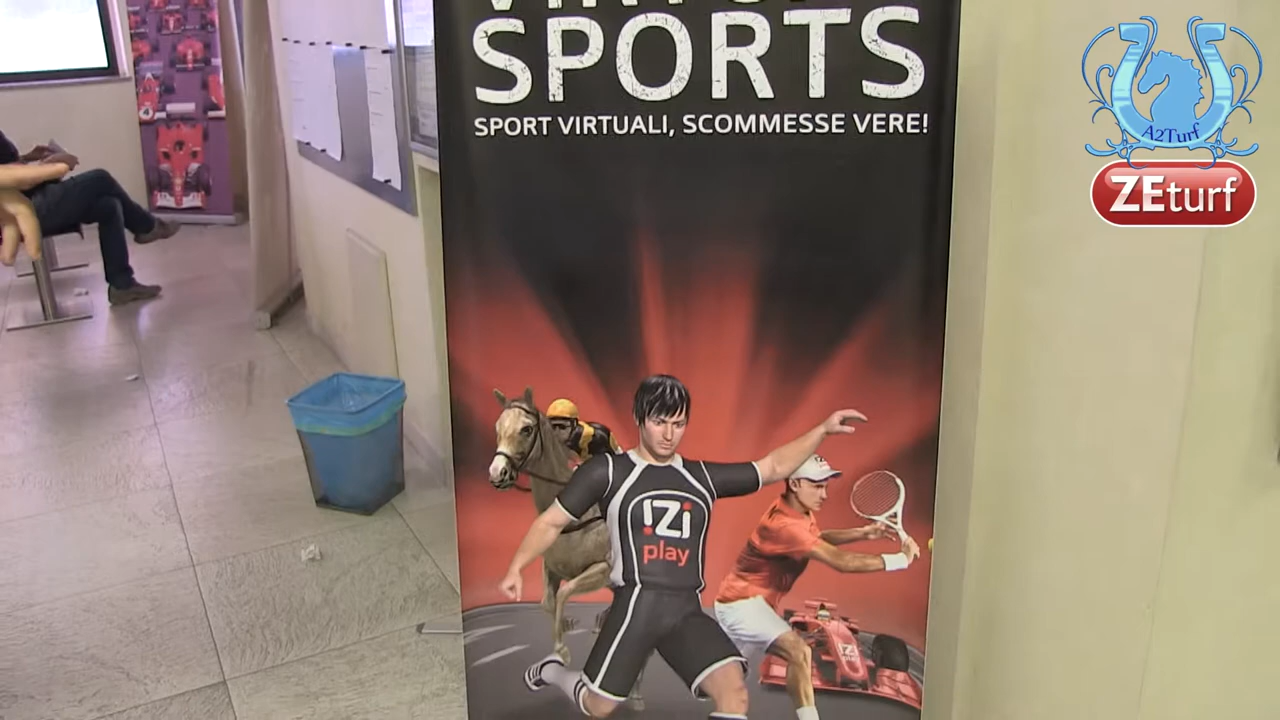 SPORTS
SPORT VIRTUALI, SCOMMESSE VERE!
A2Turf
ZEturf
!Zi
play